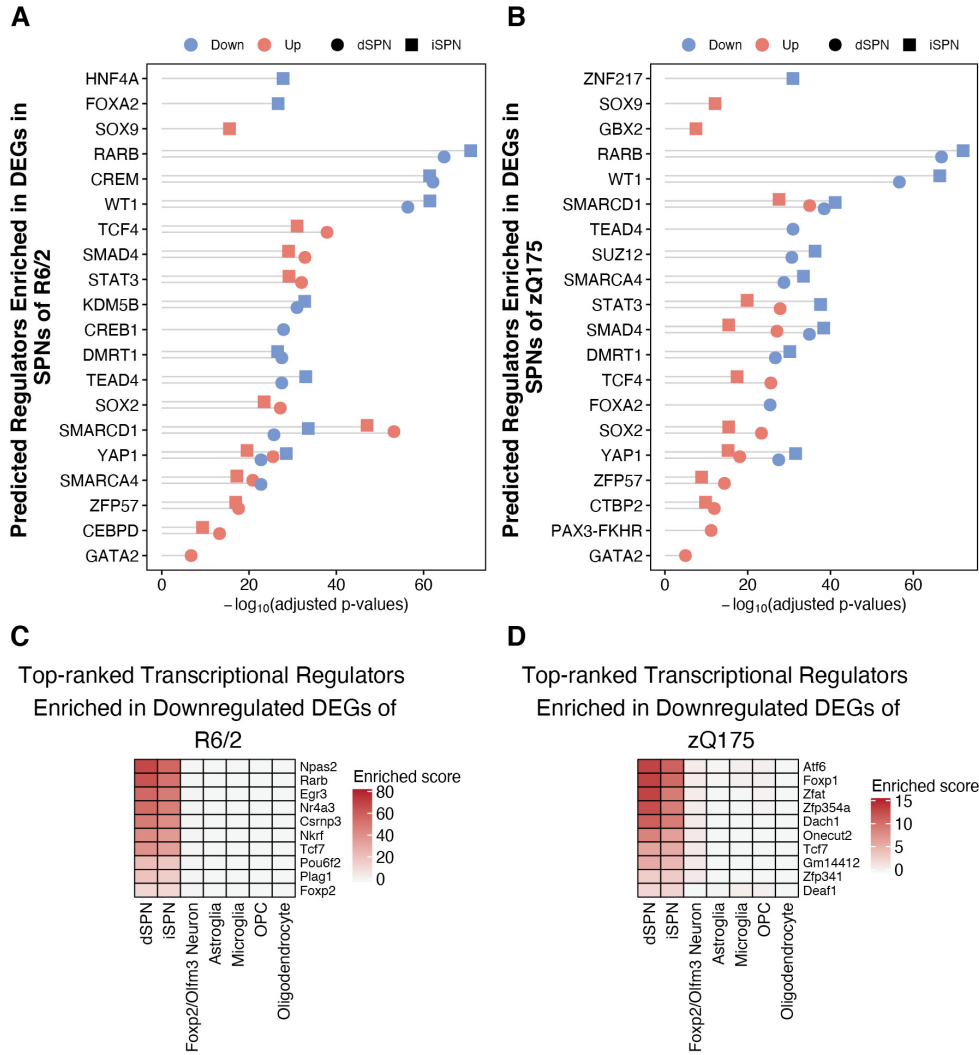 A
Down Up dSPN iSPN
Predicted Regulators Enriched in DEGs in
SPNs of R6/2
HNF4A
FOXA2
SOX9
RARB
CREM
WT1
TCF4
SMAD4
STAT3
KDM5B
CREB1
DMRT1
TEAD4
SOX2
SMARCD1
YAP1
SMARCA4
ZFP57
CEBPD
GATA2
0 20 40 60
−log10(adjusted p-values)
B
Down Up dSPN iSPN
Predicted Regulators Enriched in DEGs in
SPNs of zQ175
ZNF217
SOX9
GBX2
RARB
WT1
SMARCD1
TEAD4
SUZ12
SMARCA4
STAT3
SMAD4
DMRT1
TCF4
FOXA2
SOX2
YAP1
ZFP57
CTBP2
PAX3-FKHR
GATA2
0 20 40 60
−log10(adjusted p-values)
C
Top-ranked Transcriptional Regulators
Enriched in Downregulated DEGs of
R6/2
Npas2
Rarb
Egr3
Nr4a3
Csrnp3
Nkrf
Tcf7
Pou6f2
Plag1
Foxp2
Enriched score
80
60
40
20
0
dSPN
iSPN
Foxp2/Olfm3 Neuron
Astroglia
Microglia
OPC
Oligodendrocyte
D
Top-ranked Transcriptional Regulators
Enriched in Downregulated DEGs of
zQ175
Atf6
Foxp1
Zfat
Zfp354a
Dach1
Onecut2
Tcf7
Gm14412
Zfp341
Deaf1
Enriched score
15
10
5
0
dSPN
iSPN
Foxp2/Olfm3 Neuron
Astroglia
Microglia
OPC
Oligodendrocyte